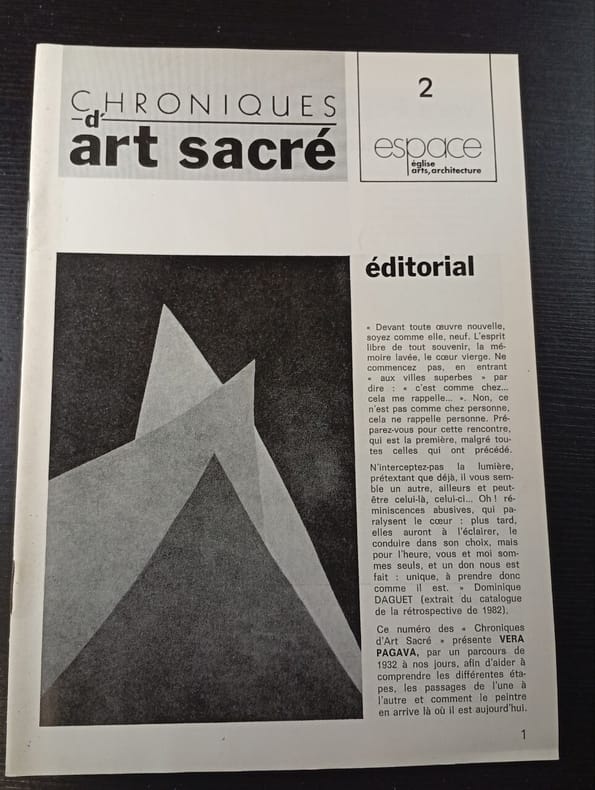 CHRONIQUES
d'
art sacré
2
espace
église
arts, architecture
éditorial
« Devant toute œuvre nouvelle,
soyez comme elle, neuf. L'esprit
libre de tout souvenir, la mé-
moire lavée, le cœur vierge. Ne
commencez pas, en entrant
« aux villes superbes » par
dire : « c'est comme chez...
cela me rappelle... ». Non, ce
n'est pas comme chez personne,
cela ne rappelle personne. Pré-
parez-vous pour cette rencontre,
qui est la première, malgré tou-
tes celles qui ont précédé.
N'interceptez-pas la lumière,
prétextant que déjà, il vous sem-
ble un autre, ailleurs et peut-
être celui-là, celui-ci... Oh ! ré-
miniscences abusives, qui pa-
ralysent le cœur : plus tard,
elles auront à l'éclairer, le
conduire dans son choix, mais
pour l'heure, vous et moi som-
mes seuls, et un don nous est
fait : unique, à prendre donc
comme il est. » Dominique
DAGUET (extrait du catalogue
de la rétrospective de 1982).
Ce numéro des « Chroniques
d'Art Sacré » présente VERA
PAGAVA, par un parcours de
1932 à nos jours, afin d'aider à
comprendre les différentes éta-
pes, les passages de l'une à
l'autre et comment le peintre
en arrive là où il est aujourd'hui.
1